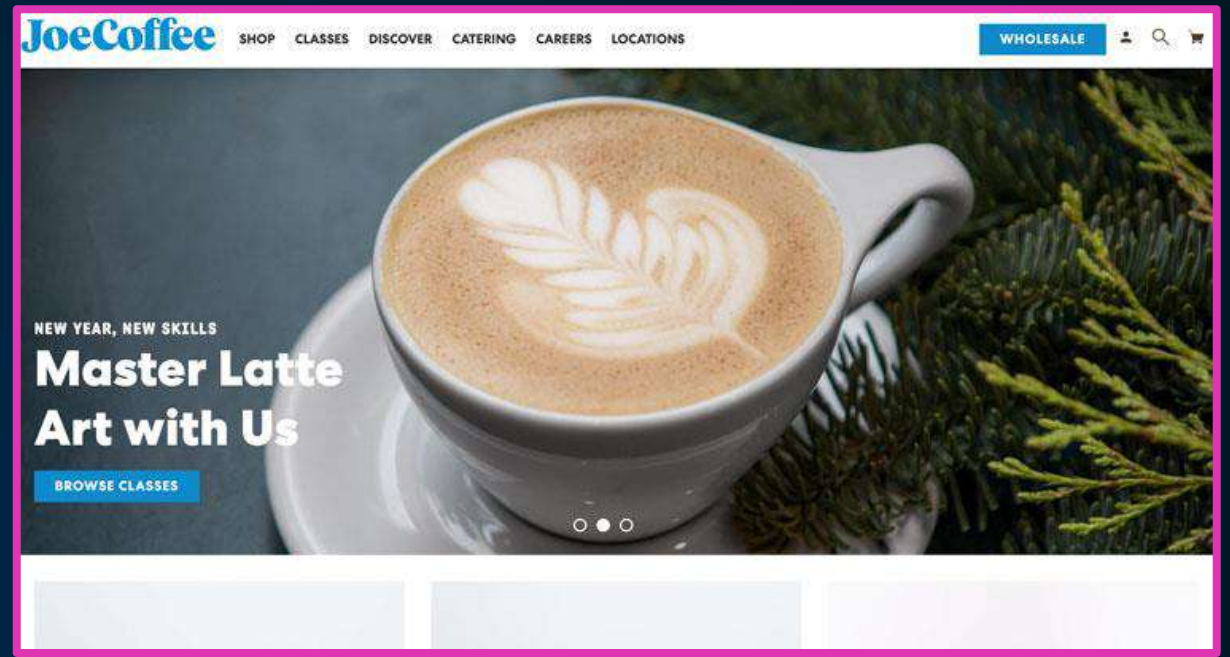 JoeCoffee SHOP CLASSES DISCOVER CATERING CAREERS LOCATIONS WHOLESALE
NEW YEAR, NEW SKILLS
Master Latte
Art with Us
BROWSE CLASSES